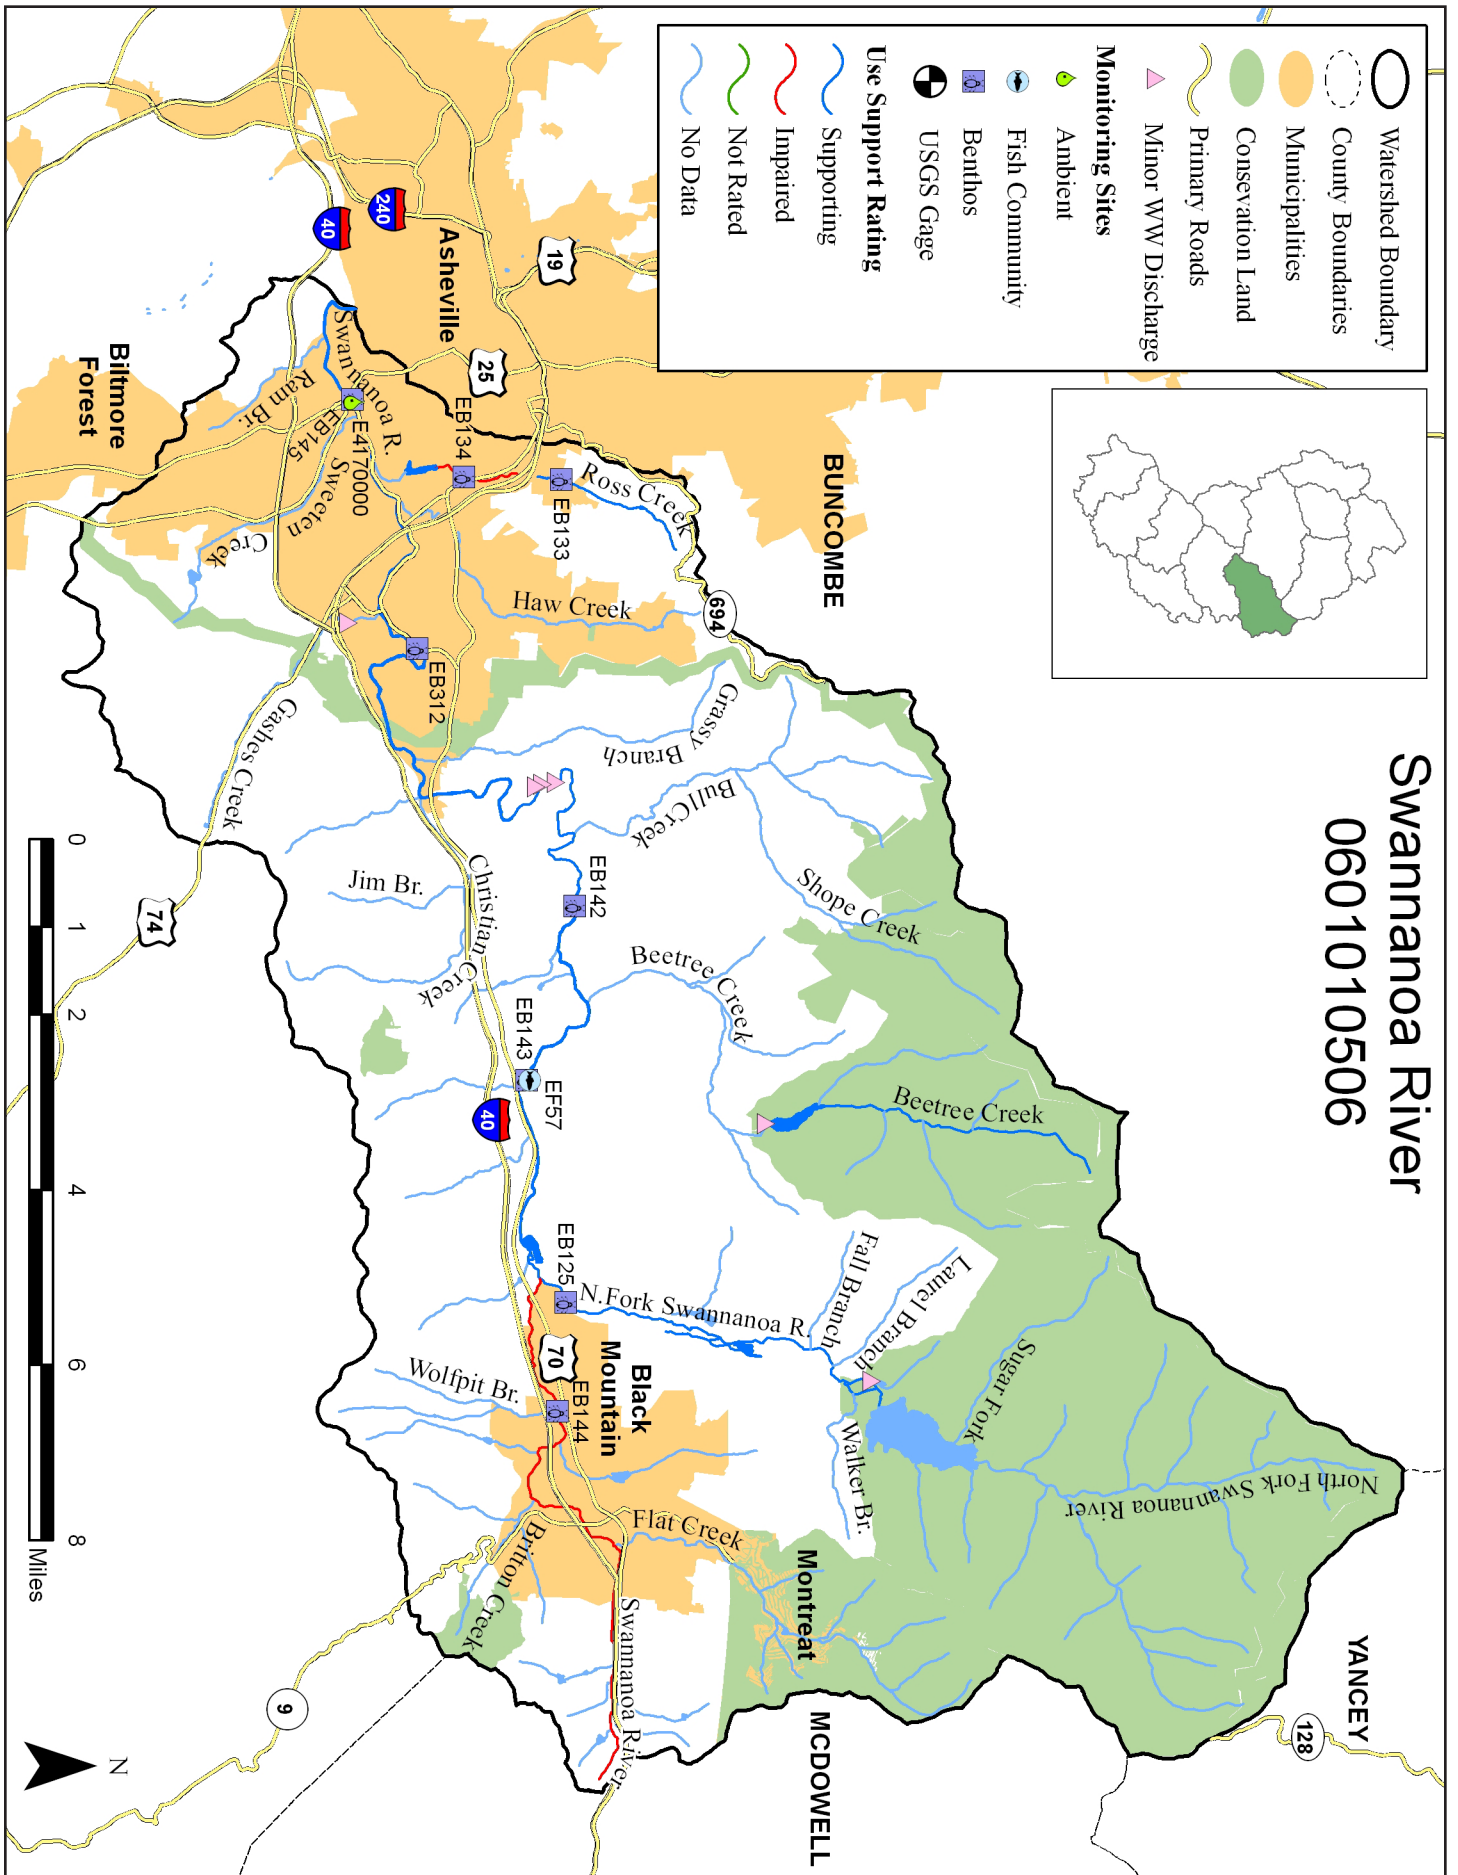 Swannanoa River
0601010506
Watershed Boundary
County Boundaries
Municipalities
Consevation Land
Primary Roads
Minor WW Discharge
Monitoring Sites
Ambient
Fish Community
Benthos
USGS Gage
Use Support Rating
Supporting
Impaired
Not Rated
No Data
YANCEY
128
MCDOWELL
BUNCOMBE
694
19
25
240
40
Asheville
Biltmore
Forest
Swannanoa R.
Ram Br.
EB145
E4170000
Sweeten
Creek
EB134
EB133
Ross Creek
Haw Creek
EB312
Gashes Creek
74
Grassy Branch
Bull Creek
Shope Creek
EB142
Jim Br.
Christian Creek
Beetree Creek
Beetree Creek
EB143
EF57
40
EB125
N.Fork Swannanoa R.
Fall Branch
Laurel Branch
Sugar Fork
North Fork Swannanoa River
Walker Br.
Black
Mountain
70
EB144
Wolfpit Br.
Flat Creek
Montreat
Britton Creek
Swannanoa River
9
0
1
2
4
6
8
Miles
N